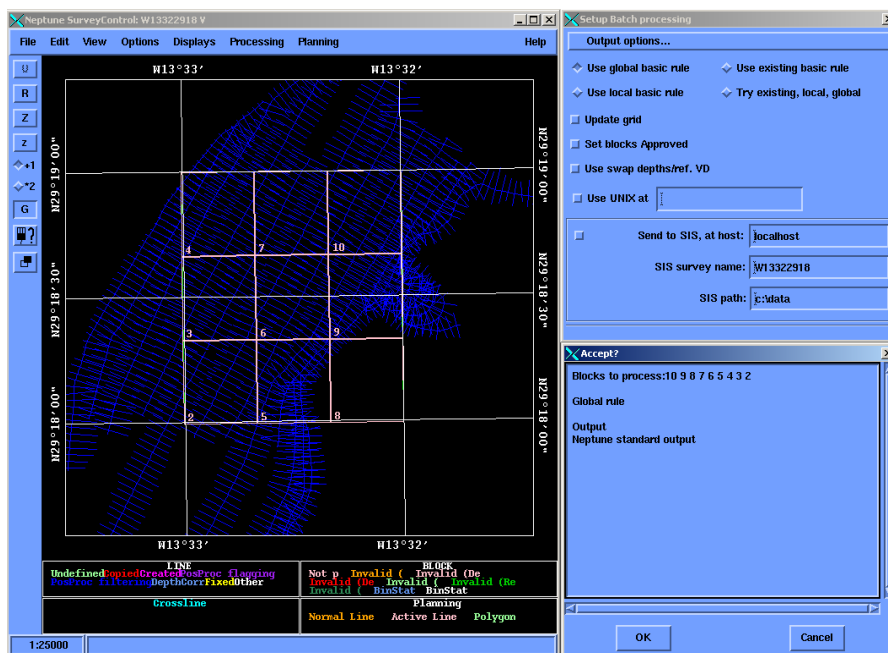 Neptune SurveyControl: W13322918 V
File Edit View Options Displays Processing Planning Help
U
R
Z
z
+1
*2
G
?
W13°33' W13°32'
N29°19'00" N29°19'00"
N29°18'30" N29°18'30"
N29°18'00" N29°18'00"
4 7 10
3 6 9
2 5 8
W13°33' W13°32'
LINE
Undefined Copied Created PosProc flagging
PosProc filtering DepthCorr Fixed Other
BLOCK
Not p Invalid ( Invalid (De
Invalid (De Invalid ( Invalid (Re
Invalid ( BinStat BinStat
Crossline
Planning
Normal Line Active Line Polygon
1:25000
Setup Batch processing
Output options...
Use global basic rule Use existing basic rule
Use local basic rule Try existing, local, global
Update grid
Set blocks Approved
Use swap depths/ref. VD
Use UNIX at
Send to SIS, at host: localhost
SIS survey name: W13322918
SIS path: c:\data
Accept?
Blocks to process:10 9 8 7 6 5 4 3 2
Global rule
Output
Neptune standard output
OK Cancel